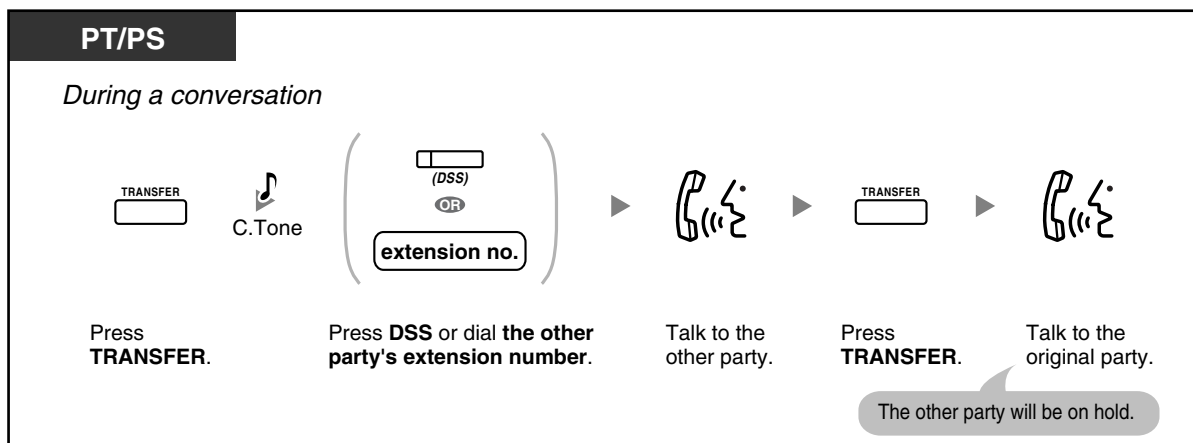 PT/PS
During a conversation
TRANSFER
C.Tone
(DSS)
OR
extension no.
TRANSFER
Press
TRANSFER.
Press DSS or dial the other
party's extension number.
Talk to the
other party.
Press
TRANSFER.
Talk to the
original party.
The other party will be on hold.